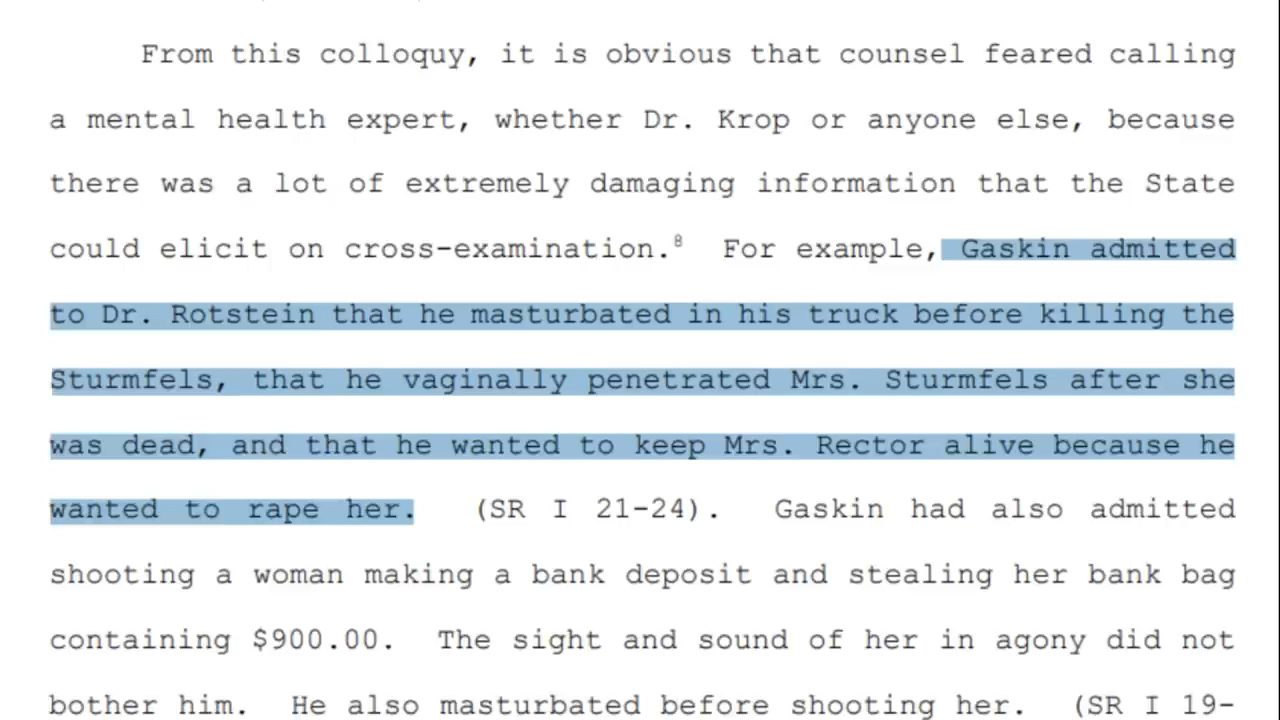 From this colloquy, it is obvious that counsel feared calling
a mental health expert, whether Dr. Krop or anyone else, because
there was a lot of extremely damaging information that the State
could elicit on cross-examination.8 For example, Gaskin admitted
to Dr. Rotstein that he masturbated in his truck before killing the
Sturmfels, that he vaginally penetrated Mrs. Sturmfels after she
was dead, and that he wanted to keep Mrs. Rector alive because he
wanted to rape her. (SR I 21-24). Gaskin had also admitted
shooting a woman making a bank deposit and stealing her bank bag
containing $900.00. The sight and sound of her in agony did not
bother him. He also masturbated before shooting her. (SR I 19-